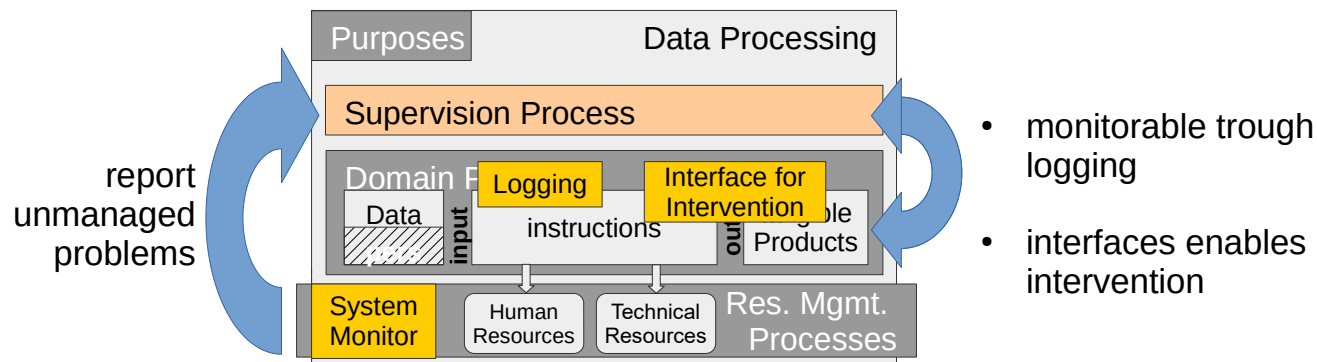 Purposes
Data Processing
Supervision Process
report
unmanaged
problems
• monitorable trough
logging
• interfaces enables
intervention
Domain P
Logging
Interface for
Intervention
Data
input
instructions
out
Products
System
Monitor
Human
Resources
Technical
Resources
Res. Mgmt.
Processes